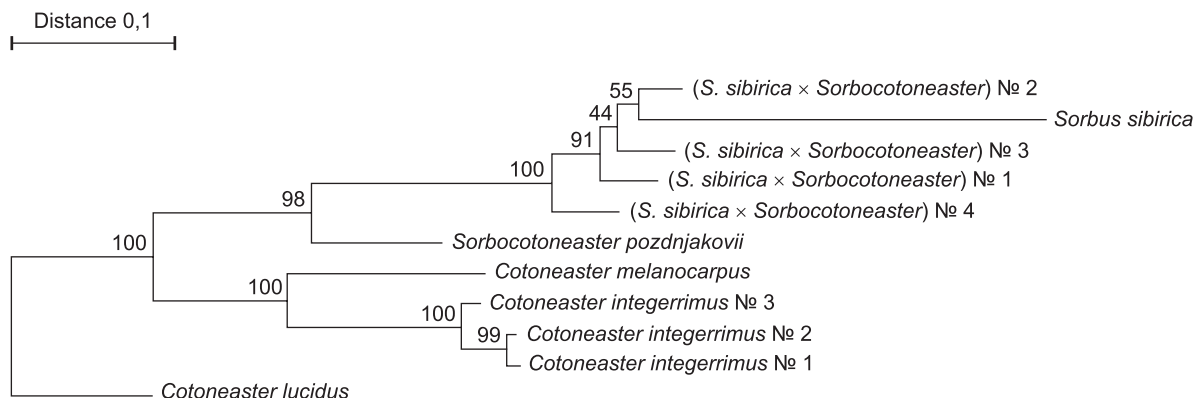 Distance 0,1
55
(S. sibirica × Sorbocotoneaster) № 2
44
Sorbus sibirica
91
(S. sibirica × Sorbocotoneaster) № 3
100
(S. sibirica × Sorbocotoneaster) № 1
98
(S. sibirica × Sorbocotoneaster) № 4
100
Sorbocotoneaster pozdnjakovii
100
Cotoneaster melanocarpus
100
Cotoneaster integerrimus № 3
99
Cotoneaster integerrimus № 2
Cotoneaster integerrimus № 1
Cotoneaster lucidus